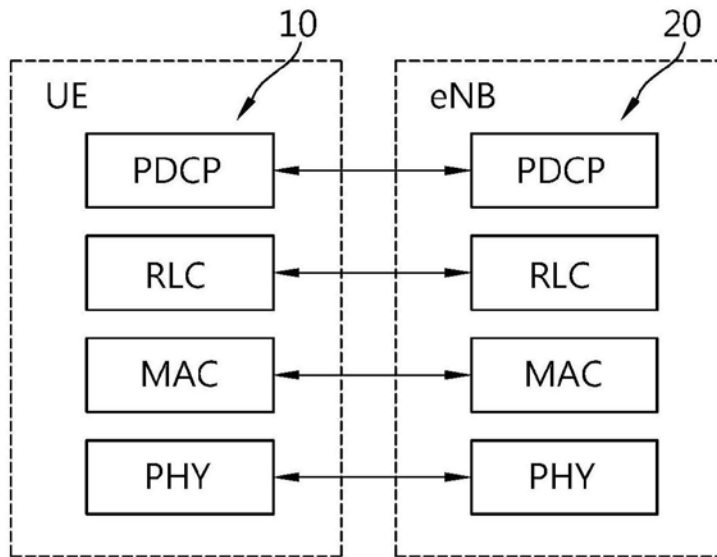 10 20
UE eNB
PDCP PDCP
RLC RLC
MAC MAC
PHY PHY